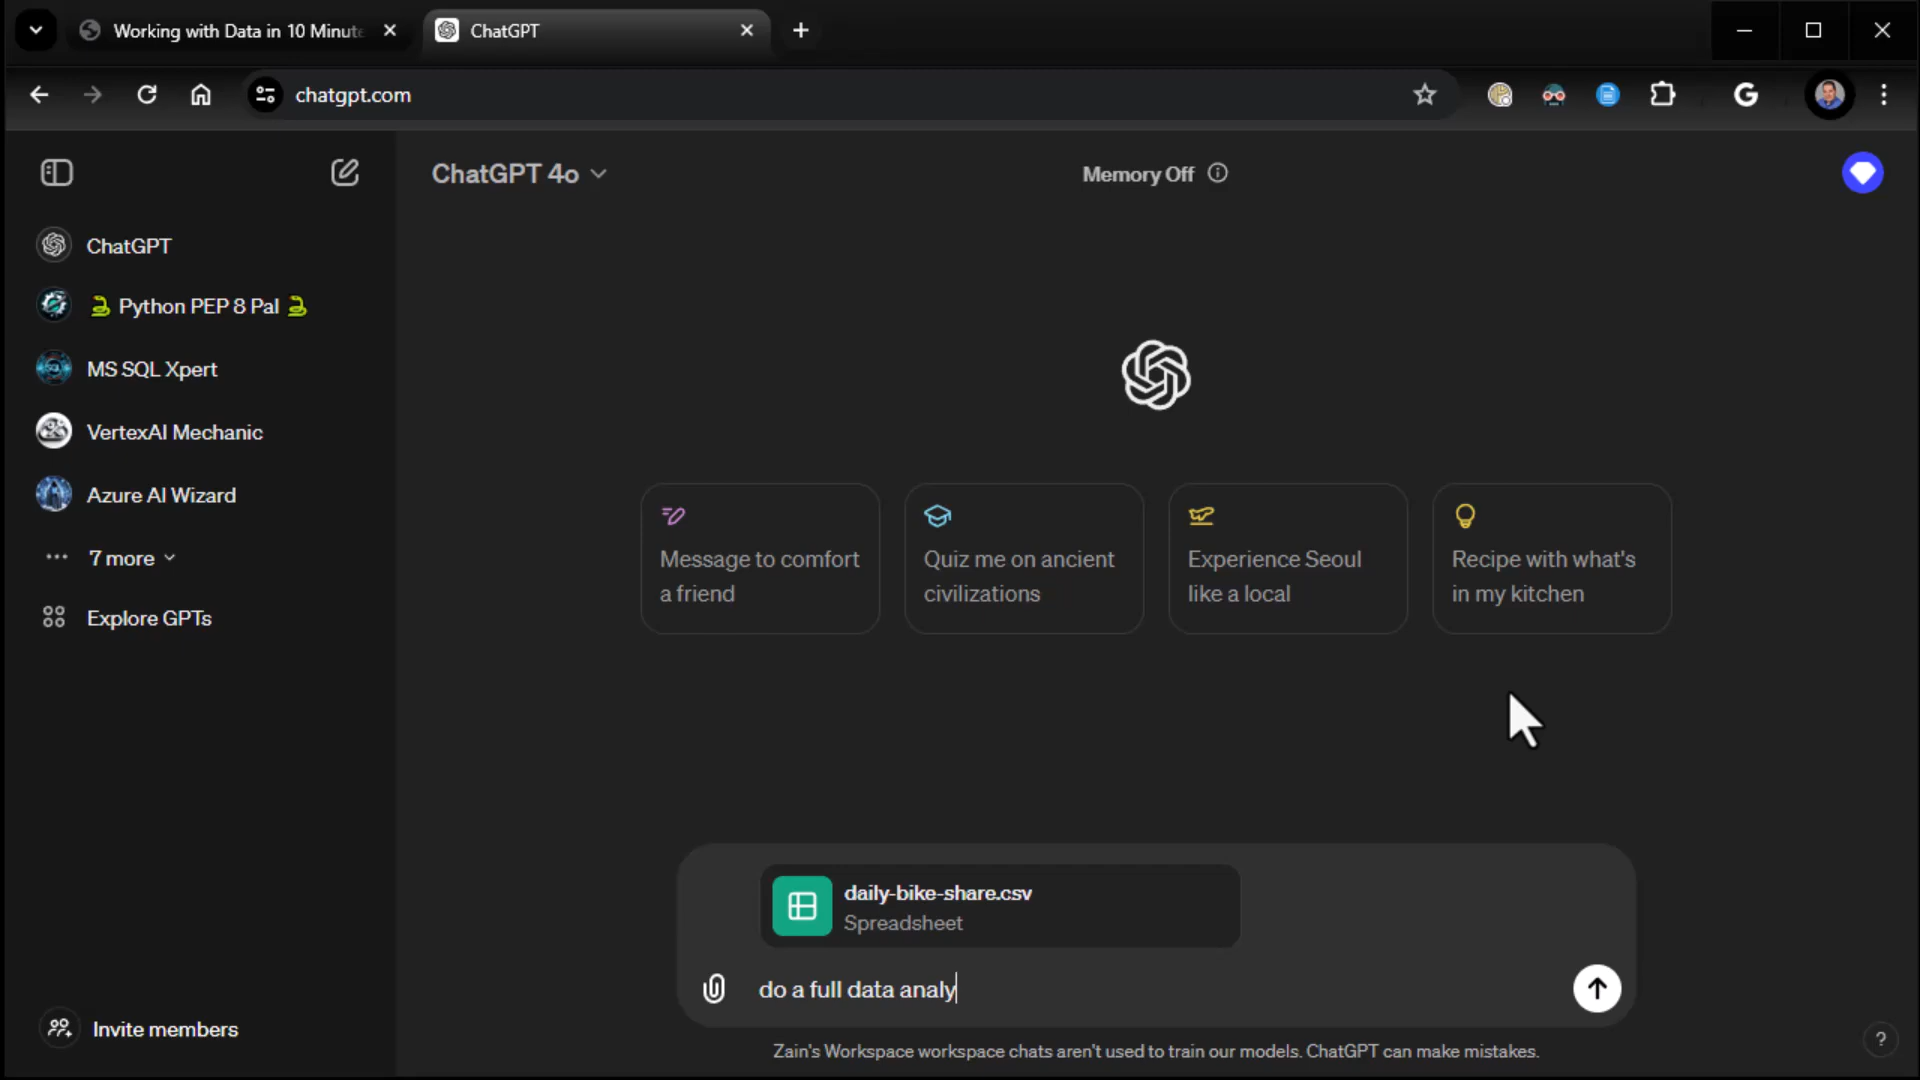 Working with Data in 10 Minute
ChatGPT
chatgpt.com
ChatGPT 4o
Memory Off
ChatGPT
Python PEP 8 Pal
MS SQL Xpert
VertexAI Mechanic
Azure AI Wizard
7 more
Explore GPTs
Message to comfort
a friend
Quiz me on ancient
civilizations
Experience Seoul
like a local
Recipe with what's
in my kitchen
daily-bike-share.csv
Spreadsheet
do a full data analy
Invite members
Zain's Workspace workspace chats aren't used to train our models. ChatGPT can make mistakes.
?